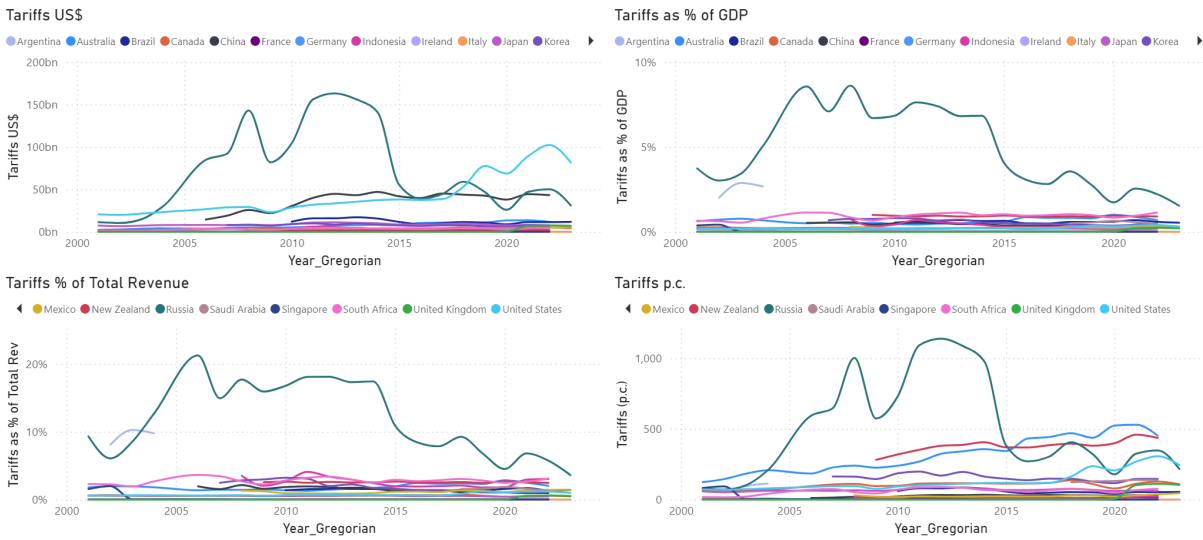 Tariffs US$
Argentina Australia Brazil Canada China France Germany Indonesia Ireland Italy Japan Korea
200bn
150bn
100bn
50bn
0bn
Tariffs US$
2000 2005 2010 2015 2020
Year_Gregorian
Tariffs as % of GDP
Argentina Australia Brazil Canada China France Germany Indonesia Ireland Italy Japan Korea
10%
5%
0%
Tariffs as % of GDP
2000 2005 2010 2015 2020
Year_Gregorian
Tariffs % of Total Revenue
Mexico New Zealand Russia Saudi Arabia Singapore South Africa United Kingdom United States
20%
10%
0%
Tariffs as % of Total Rev
2000 2005 2010 2015 2020
Year_Gregorian
Tariffs p.c.
Mexico New Zealand Russia Saudi Arabia Singapore South Africa United Kingdom United States
1,000
500
0
Tariffs (p.c.)
2000 2005 2010 2015 2020
Year_Gregorian